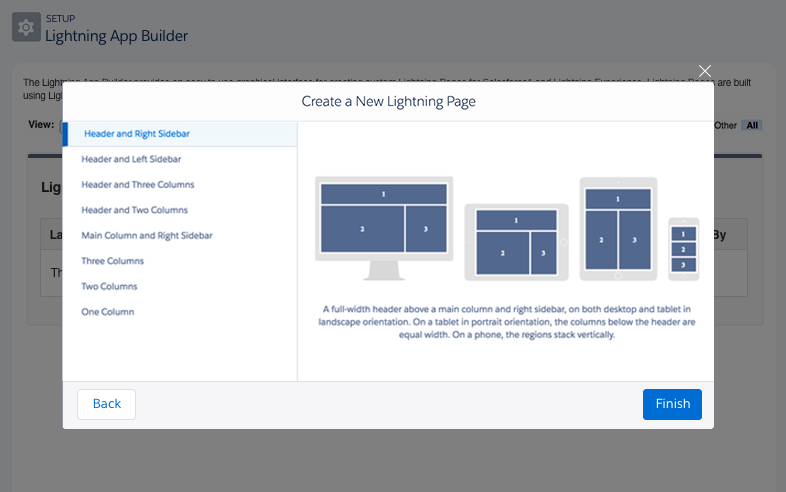 SETUP
Lightning App Builder
The Lightning App Builder provides an easy to use graphical interface for creating custom Lightning Pages for Salesforce1 and Lightning Experience. Lightning Pages are built
using Lig
View:
Other All
Create a New Lightning Page
Header and Right Sidebar
Header and Left Sidebar
Header and Three Columns
Header and Two Columns
Main Column and Right Sidebar
Three Columns
Two Columns
One Column
1
2 3
1
2 3
1
2 3
1
2
3
A full-width header above a main column and right sidebar, on both desktop and tablet in
landscape orientation. On a tablet in portrait orientation, the columns below the header are
equal width. On a phone, the regions stack vertically.
Lig
La
By
Th
Back
Finish